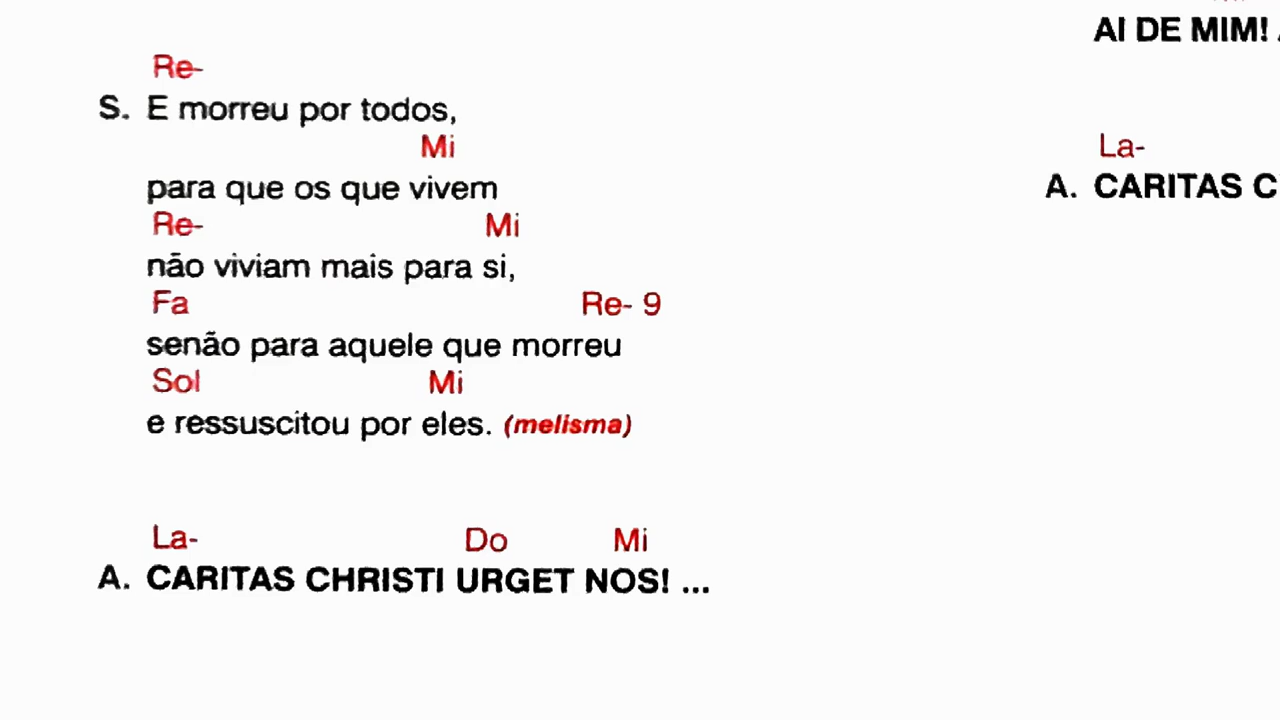 Re-
S. E morreu por todos,
Mi
para que os que vivem
Re- Mi
não viviam mais para si,
Fa Re- 9
senão para aquele que morreu
Sol Mi
e ressuscitou por eles. (melisma)
La- Do Mi
A. CARITAS CHRISTI URGET NOS! ...
AI DE MIM!
La-
A. CARITAS C